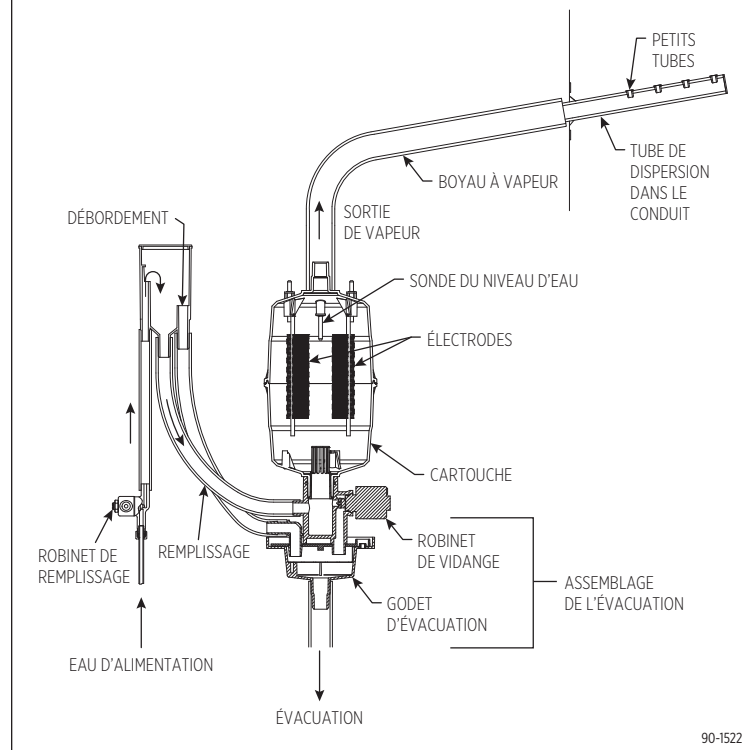 PETITS
TUBES
TUBE DE
DISPERSION
DANS LE
CONDUIT
BOYAU À VAPEUR
SORTIE
DE VAPEUR
DÉBORDEMENT
SONDE DU NIVEAU D'EAU
ÉLECTRODES
CARTOUCHE
ROBINET DE
REMPLISSAGE
REMPLISSAGE
ROBINET
DE VIDANGE
ASSEMBLAGE
DE L'ÉVACUATION
GODET
D'ÉVACUATION
EAU D'ALIMENTATION
ÉVACUATION
90-1522